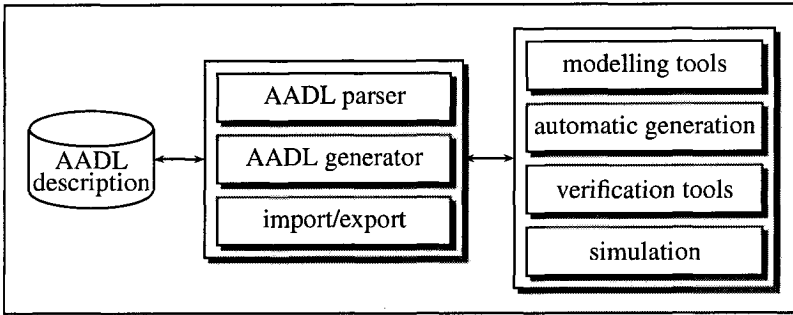 AADL
description
AADL parser
AADL generator
import/export
modelling tools
automatic generation
verification tools
simulation